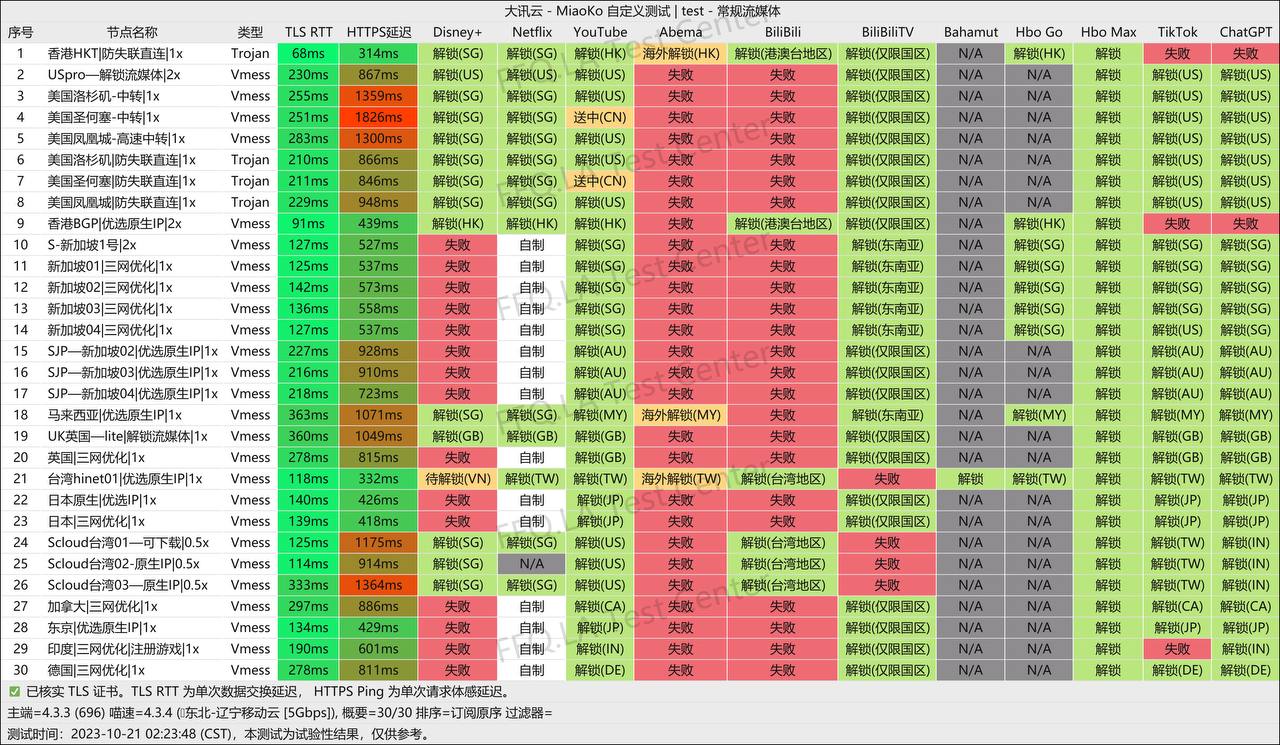 大讯云 - MiaoKo 自定义测试 | test - 常规流媒体
序号 节点名称 类型 TLS RTT HTTPS延迟 Disney+ Netflix YouTube Abema BiliBili BiliBiliTV Bahamut Hbo Go Hbo Max TikTok ChatGPT
1 香港HKT|防失联直连|1x Trojan 68ms 314ms 解锁(SG) 解锁(SG) 解锁(HK) 海外解锁(HK) 解锁(港澳台地区) 解锁(仅限国区) N/A 解锁(HK) 解锁 失败 失败
2 USpro—解锁流媒体|2x Vmess 230ms 867ms 解锁(US) 解锁(US) 解锁(US) 失败 失败 解锁(仅限国区) N/A N/A 解锁 解锁(US) 解锁(US)
3 美国洛杉矶-中转|1x Vmess 255ms 1359ms 解锁(SG) 解锁(SG) 解锁(US) 失败 失败 解锁(仅限国区) N/A N/A 解锁 解锁(US) 解锁(US)
4 美国圣何塞-中转|1x Vmess 251ms 1826ms 解锁(SG) 解锁(SG) 送中(CN) 失败 失败 解锁(仅限国区) N/A N/A 解锁 解锁(US) 解锁(US)
5 美国凤凰城-高速中转|1x Vmess 283ms 1300ms 解锁(SG) 解锁(SG) 解锁(US) 失败 失败 解锁(仅限国区) N/A N/A 解锁 解锁(US) 解锁(US)
6 美国洛杉矶|防失联直连|1x Trojan 210ms 866ms 解锁(SG) 解锁(SG) 解锁(US) 失败 失败 解锁(仅限国区) N/A N/A 解锁 解锁(US) 解锁(US)
7 美国圣何塞|防失联直连|1x Trojan 211ms 846ms 解锁(SG) 解锁(SG) 送中(CN) 失败 失败 解锁(仅限国区) N/A N/A 解锁 解锁(US) 解锁(US)
8 美国凤凰城|防失联直连|1x Trojan 229ms 948ms 解锁(SG) 解锁(SG) 解锁(US) 失败 失败 解锁(仅限国区) N/A N/A 解锁 解锁(US) 解锁(US)
9 香港BGP|优选原生IP|2x Vmess 91ms 439ms 解锁(HK) 解锁(HK) 解锁(HK) 失败 解锁(港澳台地区) 解锁(仅限国区) N/A 解锁(HK) 解锁 失败 失败
10 S-新加坡1号|2x Vmess 127ms 527ms 失败 自制 解锁(SG) 失败 失败 解锁(东南亚) N/A 解锁(SG) 解锁 解锁(SG) 解锁(SG)
11 新加坡01|三网优化|1x Vmess 125ms 537ms 失败 自制 解锁(SG) 失败 失败 解锁(东南亚) N/A 解锁(SG) 解锁 解锁(SG) 解锁(SG)
12 新加坡02|三网优化|1x Vmess 142ms 573ms 失败 自制 解锁(SG) 失败 失败 解锁(东南亚) N/A 解锁(SG) 解锁 解锁(SG) 解锁(SG)
13 新加坡03|三网优化|1x Vmess 136ms 558ms 失败 自制 解锁(SG) 失败 失败 解锁(东南亚) N/A 解锁(SG) 解锁 解锁(SG) 解锁(SG)
14 新加坡04|三网优化|1x Vmess 127ms 537ms 失败 自制 解锁(SG) 失败 失败 解锁(东南亚) N/A 解锁(SG) 解锁 解锁(US) 解锁(SG)
15 SJP—新加坡02|优选原生IP|1x Vmess 227ms 928ms 失败 自制 解锁(AU) 失败 失败 解锁(仅限国区) N/A N/A 解锁 解锁(AU) 解锁(AU)
16 SJP—新加坡03|优选原生IP|1x Vmess 216ms 910ms 失败 自制 解锁(AU) 失败 失败 解锁(仅限国区) N/A N/A 解锁 解锁(AU) 解锁(AU)
17 SJP—新加坡04|优选原生IP|1x Vmess 218ms 723ms 失败 自制 解锁(AU) 失败 失败 解锁(仅限国区) N/A N/A 解锁 解锁(AU) 解锁(AU)
18 马来西亚|优选原生IP|1x Vmess 363ms 1071ms 解锁(SG) 解锁(SG) 解锁(MY) 海外解锁(MY) 失败 解锁(东南亚) N/A 解锁(MY) 解锁 解锁(MY) 解锁(MY)
19 UK英国—lite|解锁流媒体|1x Vmess 360ms 1049ms 解锁(GB) 解锁(GB) 解锁(GB) 失败 失败 解锁(仅限国区) N/A N/A 解锁 解锁(GB) 解锁(GB)
20 英国|三网优化|1x Vmess 278ms 815ms 失败 自制 解锁(GB) 失败 失败 解锁(仅限国区) N/A N/A 解锁 解锁(GB) 解锁(GB)
21 台湾hinet01|优选原生IP|1x Vmess 118ms 332ms 待解锁(VN) 解锁(TW) 解锁(TW) 海外解锁(TW) 解锁(台湾地区) 失败 解锁 解锁(TW) 解锁 解锁(TW) 解锁(TW)
22 日本原生|优选IP|1x Vmess 140ms 426ms 失败 自制 解锁(JP) 失败 失败 解锁(仅限国区) N/A N/A 解锁 解锁(JP) 解锁(JP)
23 日本|三网优化|1x Vmess 139ms 418ms 失败 自制 解锁(JP) 失败 失败 解锁(仅限国区) N/A N/A 解锁 解锁(JP) 解锁(JP)
24 Scloud台湾01—可下载|0.5x Vmess 125ms 1175ms 解锁(SG) 解锁(SG) 解锁(US) 失败 解锁(台湾地区) 失败 N/A N/A 解锁 解锁(TW) 解锁(IN)
25 Scloud台湾02-原生IP|0.5x Vmess 114ms 914ms 解锁(SG) N/A 解锁(US) 失败 解锁(台湾地区) 失败 N/A N/A 解锁 解锁(TW) 解锁(IN)
26 Scloud台湾03—原生IP|0.5x Vmess 333ms 1364ms 解锁(SG) 解锁(SG) 解锁(US) 失败 解锁(台湾地区) 失败 N/A N/A 解锁 解锁(TW) 解锁(IN)
27 加拿大|三网优化|1x Vmess 297ms 886ms 失败 自制 解锁(CA) 失败 失败 解锁(仅限国区) N/A N/A 解锁 解锁(CA) 解锁(CA)
28 东京|优选原生IP|1x Vmess 134ms 429ms 失败 自制 解锁(JP) 失败 失败 解锁(仅限国区) N/A N/A 解锁 解锁(JP) 解锁(JP)
29 印度|三网优化|注册游戏|1x Vmess 190ms 601ms 失败 自制 解锁(IN) 失败 失败 解锁(仅限国区) N/A N/A 解锁 失败 解锁(IN)
30 德国|三网优化|1x Vmess 278ms 811ms 失败 自制 解锁(DE) 失败 失败 解锁(仅限国区) N/A N/A 解锁 解锁(DE) 解锁(DE)
✅ 已核实 TLS 证书。TLS RTT 为单次数据交换延迟， HTTPS Ping 为单次请求体感延迟。
主端=4.3.3 (696) 喵速=4.3.4 (东北-辽宁移动云 [5Gbps]), 概要=30/30 排序=订阅原序 过滤器=
测试时间：2023-10-21 02:23:48 (CST)，本测试为试验性结果，仅供参考。